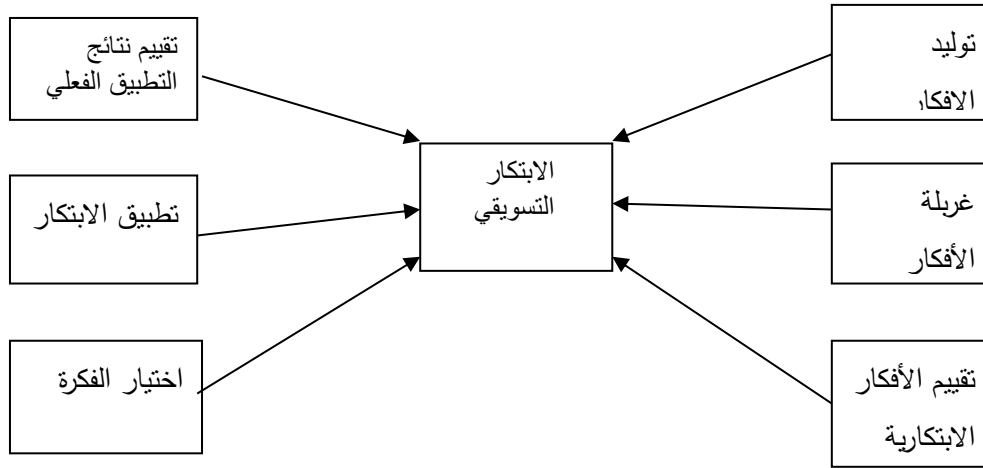 توليد
الافكار
غربلة
الأفكار
تقييم الأفكار
الابتكارية
الابتكار
التسويقي
تقييم نتائج
التطبيق الفعلي
تطبيق الابتكار
اختيار الفكرة